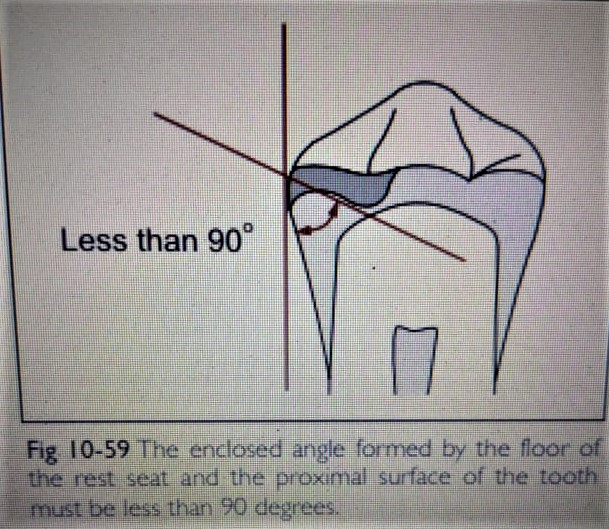 Less than 90°
Fig 10-59 The enclosed angle formed by the floor of
the rest seat and the proximal surface of the tooth
must be less than 90 degrees.